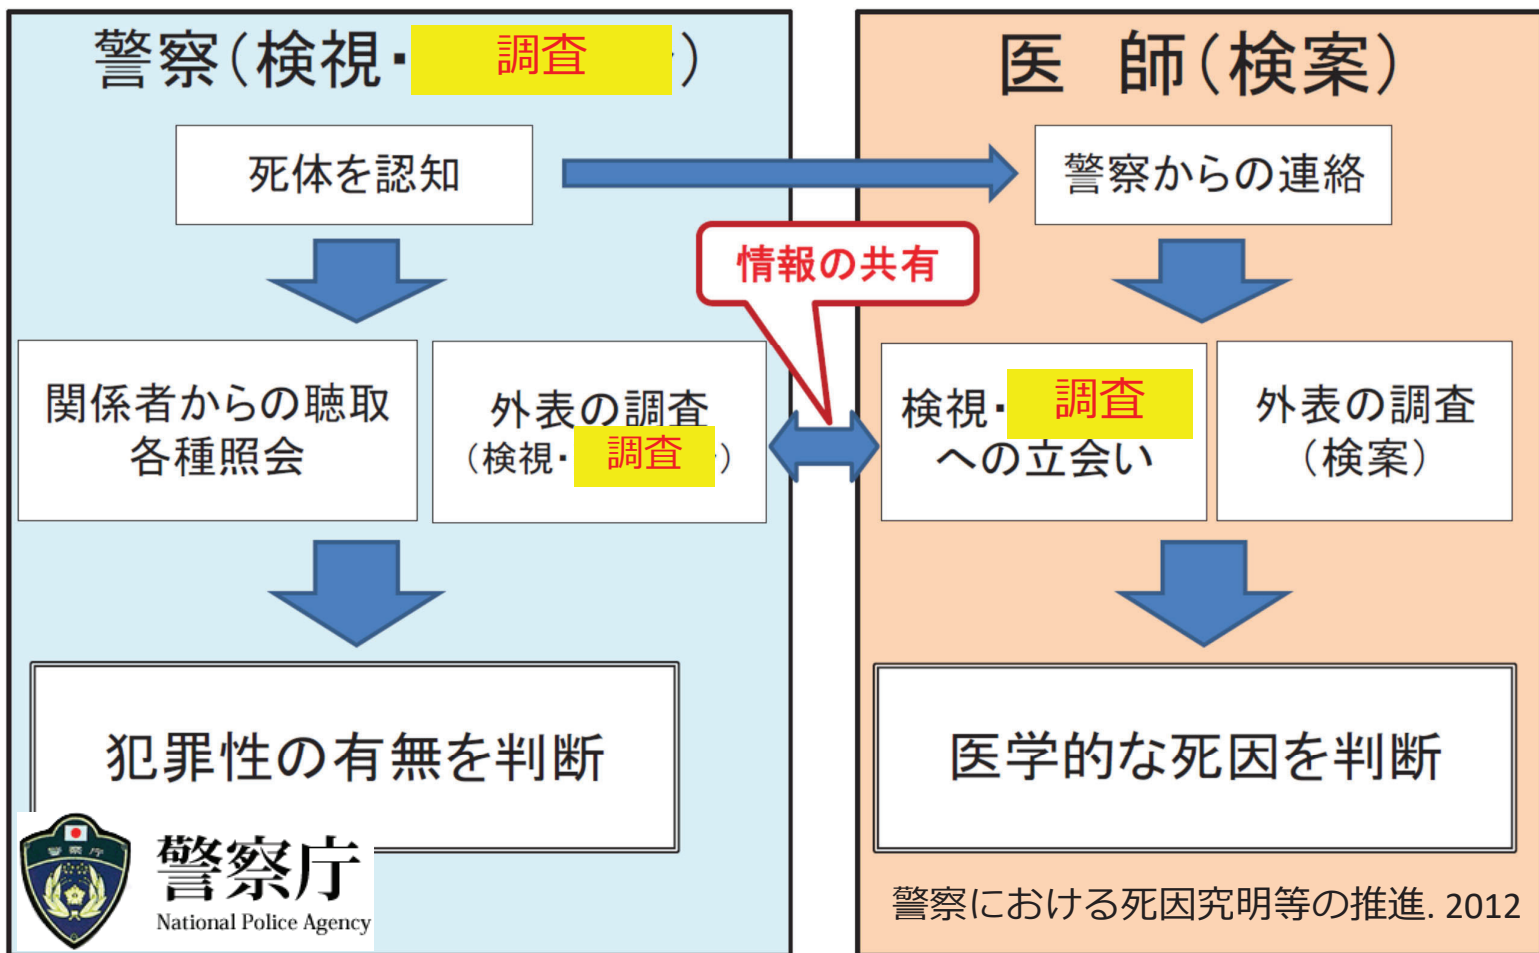 警察(検視・調査)
死体を認知
関係者からの聴取
各種照会
外表の調査
(検視・調査)
犯罪性の有無を判断
情報の共有
医 師(検案)
警察からの連絡
検視・調査
への立会い
外表の調査
(検案)
医学的な死因を判断
警察庁
警察庁
National Police Agency
警察における死因究明等の推進. 2012